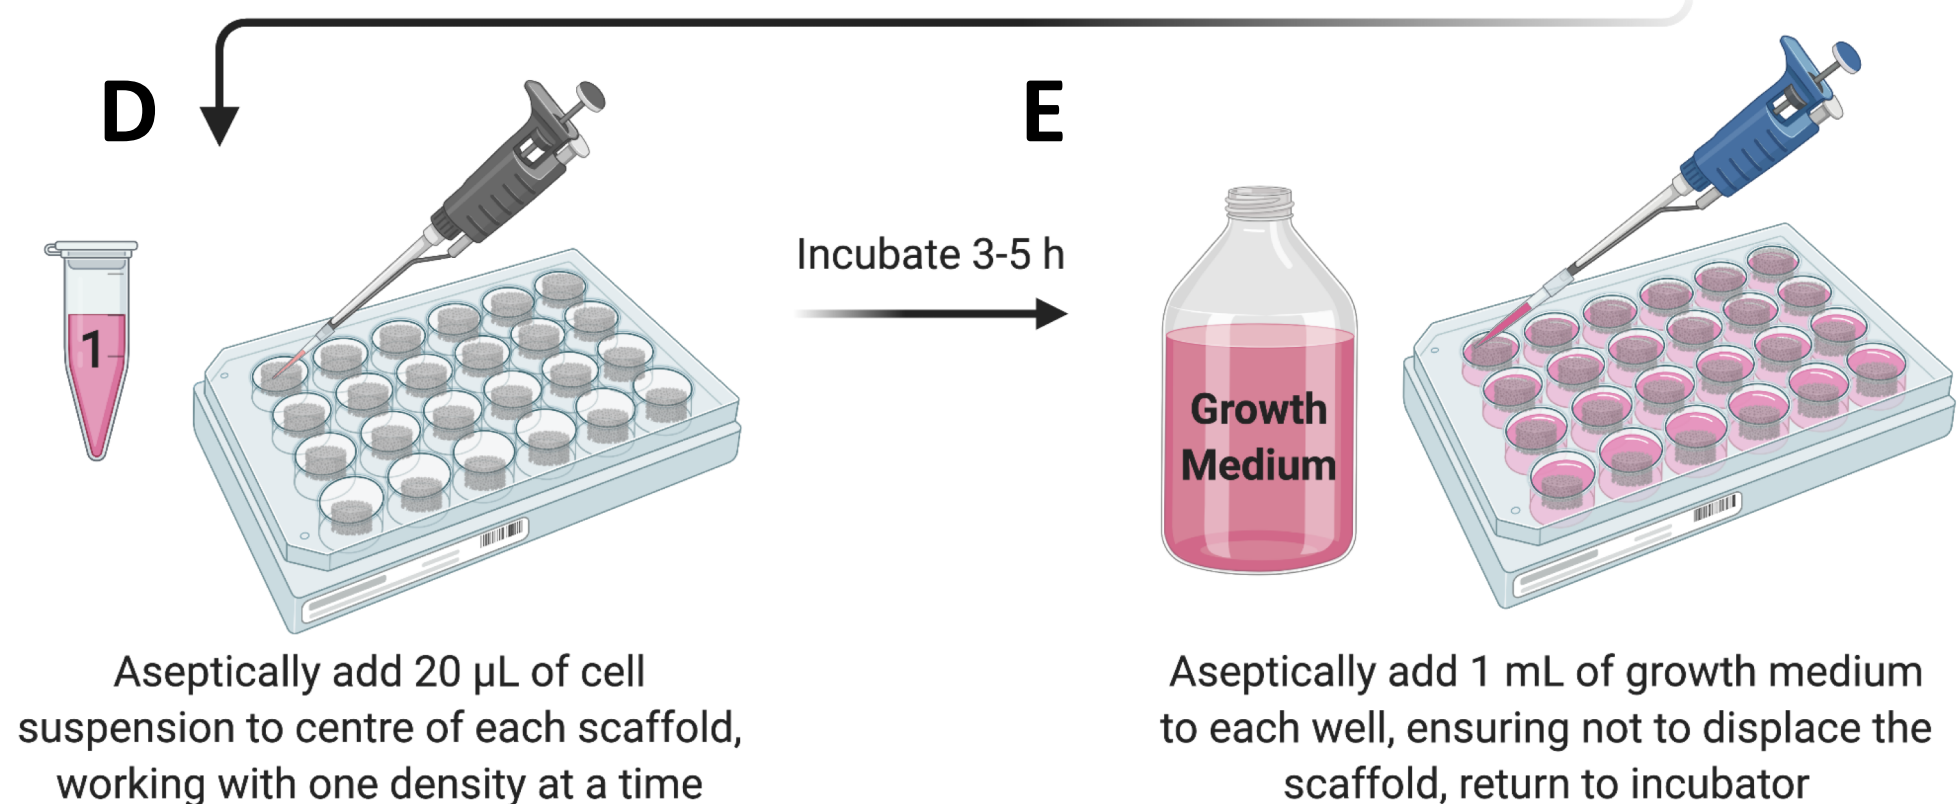 D
1
Aseptically add 20 µL of cell
suspension to centre of each scaffold,
working with one density at a time
Incubate 3-5 h
E
Growth
Medium
Aseptically add 1 mL of growth medium
to each well, ensuring not to displace the
scaffold, return to incubator